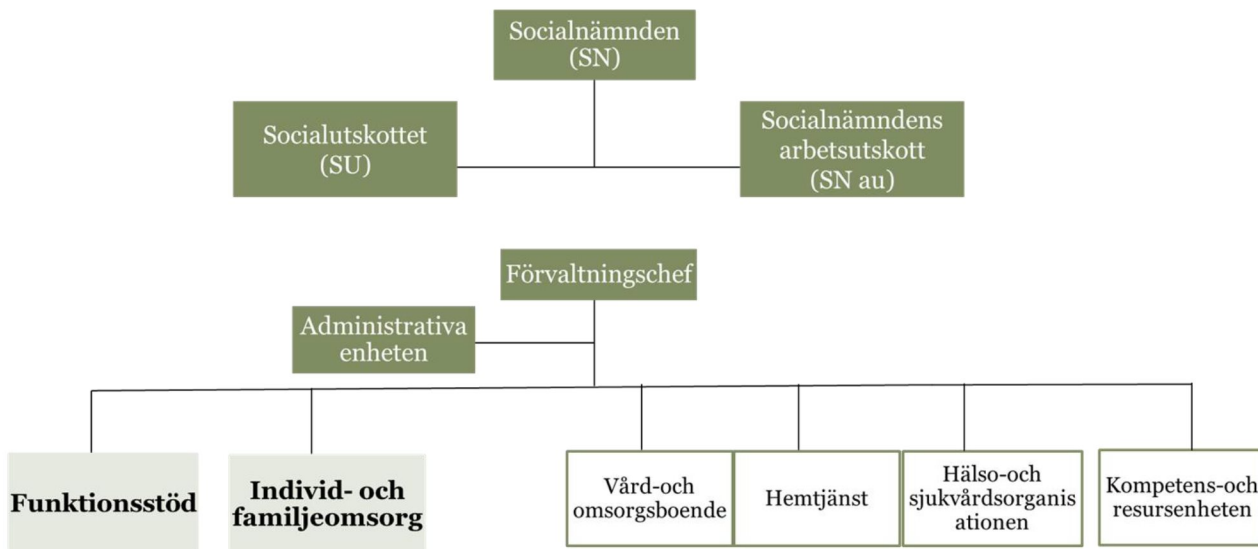 Socialnämnden
(SN)
Socialutskottet
(SU)
Socialnämndens
arbetsutskott
(SN au)
Förvaltningschef
Administrativa
enheten
Funktionsstöd
Individ- och
familjeomsorg
Vård-och
omsorgsboende
Hemtjänst
Hälso-och
sjukvårdsorganis
ationen
Kompetens-och
resursenheten